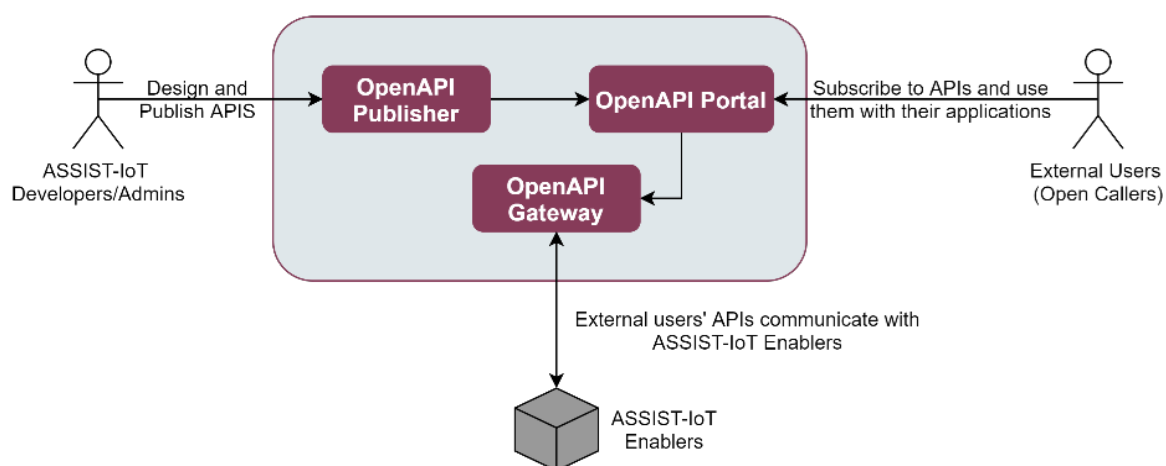 Design and
Publish APIS
OpenAPI
Publisher
OpenAPI Portal
Subscribe to APIs and use
them with their applications
ASSIST-IoT
Developers/Admins
OpenAPI
Gateway
External Users
(Open Callers)
External users' APIs communicate with
ASSIST-IoT Enablers
ASSIST-IoT
Enablers